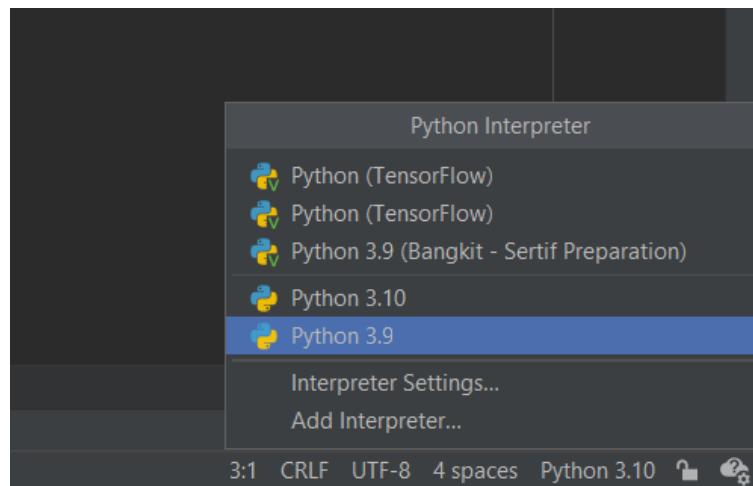 Python Interpreter
Python (TensorFlow)
Python (TensorFlow)
Python 3.9 (Bangkit - Sertif Preparation)
Python 3.10
Python 3.9
Interpreter Settings...
Add Interpreter...
3:1 CRLF UTF-8 4 spaces Python 3.10